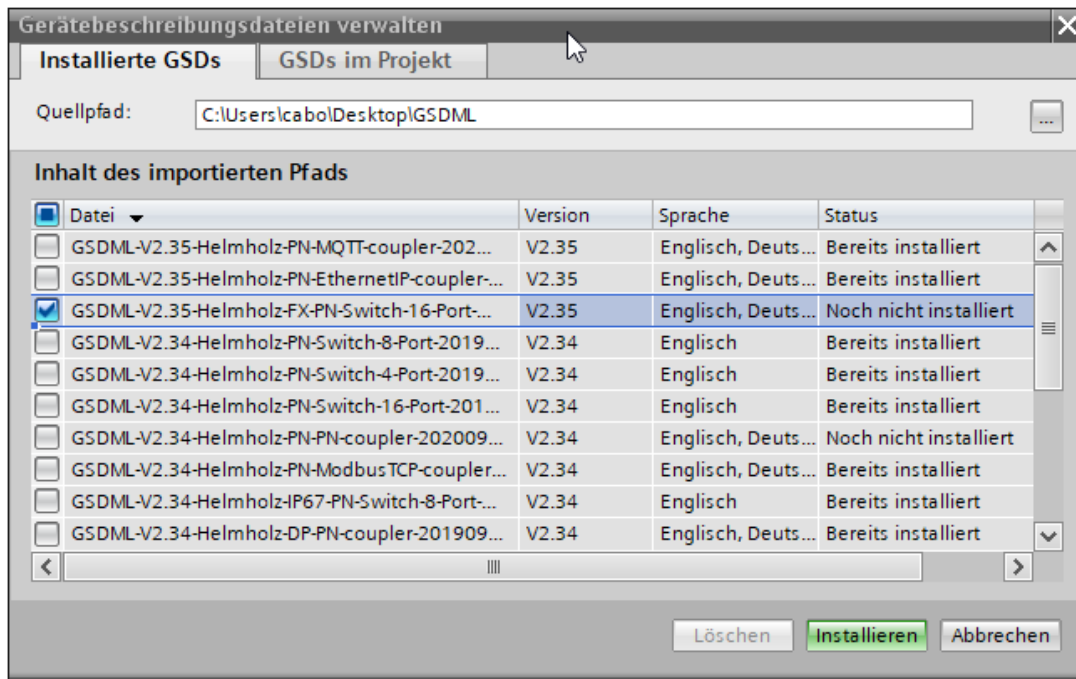 Gerätebeschreibungsdateien verwalten
Installierte GSDs GSDs im Projekt
Quellpfad: C:\Users\cabo\Desktop\GSDML ...
Inhalt des importierten Pfads
Datei Version Sprache Status
GSDML-V2.35-Helmholz-PN-MQTT-coupler-202... V2.35 Englisch, Deuts... Bereits installiert
GSDML-V2.35-Helmholz-PN-EthernetIP-coupler-... V2.35 Englisch, Deuts... Bereits installiert
GSDML-V2.35-Helmholz-FX-PN-Switch-16-Port-... V2.35 Englisch, Deuts... Noch nicht installiert
GSDML-V2.34-Helmholz-PN-Switch-8-Port-2019... V2.34 Englisch Bereits installiert
GSDML-V2.34-Helmholz-PN-Switch-4-Port-2019... V2.34 Englisch Bereits installiert
GSDML-V2.34-Helmholz-PN-Switch-16-Port-201... V2.34 Englisch Bereits installiert
GSDML-V2.34-Helmholz-PN-PN-coupler-202009... V2.34 Englisch, Deuts... Noch nicht installiert
GSDML-V2.34-Helmholz-PN-ModbusTCP-coupler... V2.34 Englisch, Deuts... Bereits installiert
GSDML-V2.34-Helmholz-IP67-PN-Switch-8-Port-... V2.34 Englisch Bereits installiert
GSDML-V2.34-Helmholz-DP-PN-coupler-201909... V2.34 Englisch, Deuts... Bereits installiert
Löschen Installieren Abbrechen